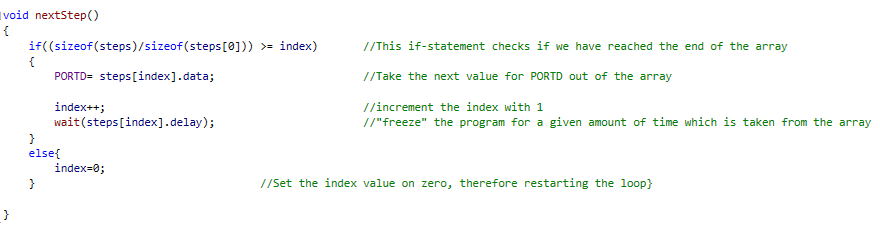 void nextStep()
{
if((sizeof(steps)/sizeof(steps[0])) >= index) //This if-statement checks if we have reached the end of the array
{
PORTD= steps[index].data; //Take the next value for PORTD out of the array
index++; //increment the index with 1
wait(steps[index].delay); //"freeze" the program for a given amount of time which is taken from the array
}
else{
index=0;
} //Set the index value on zero, therefore restarting the loop}
}